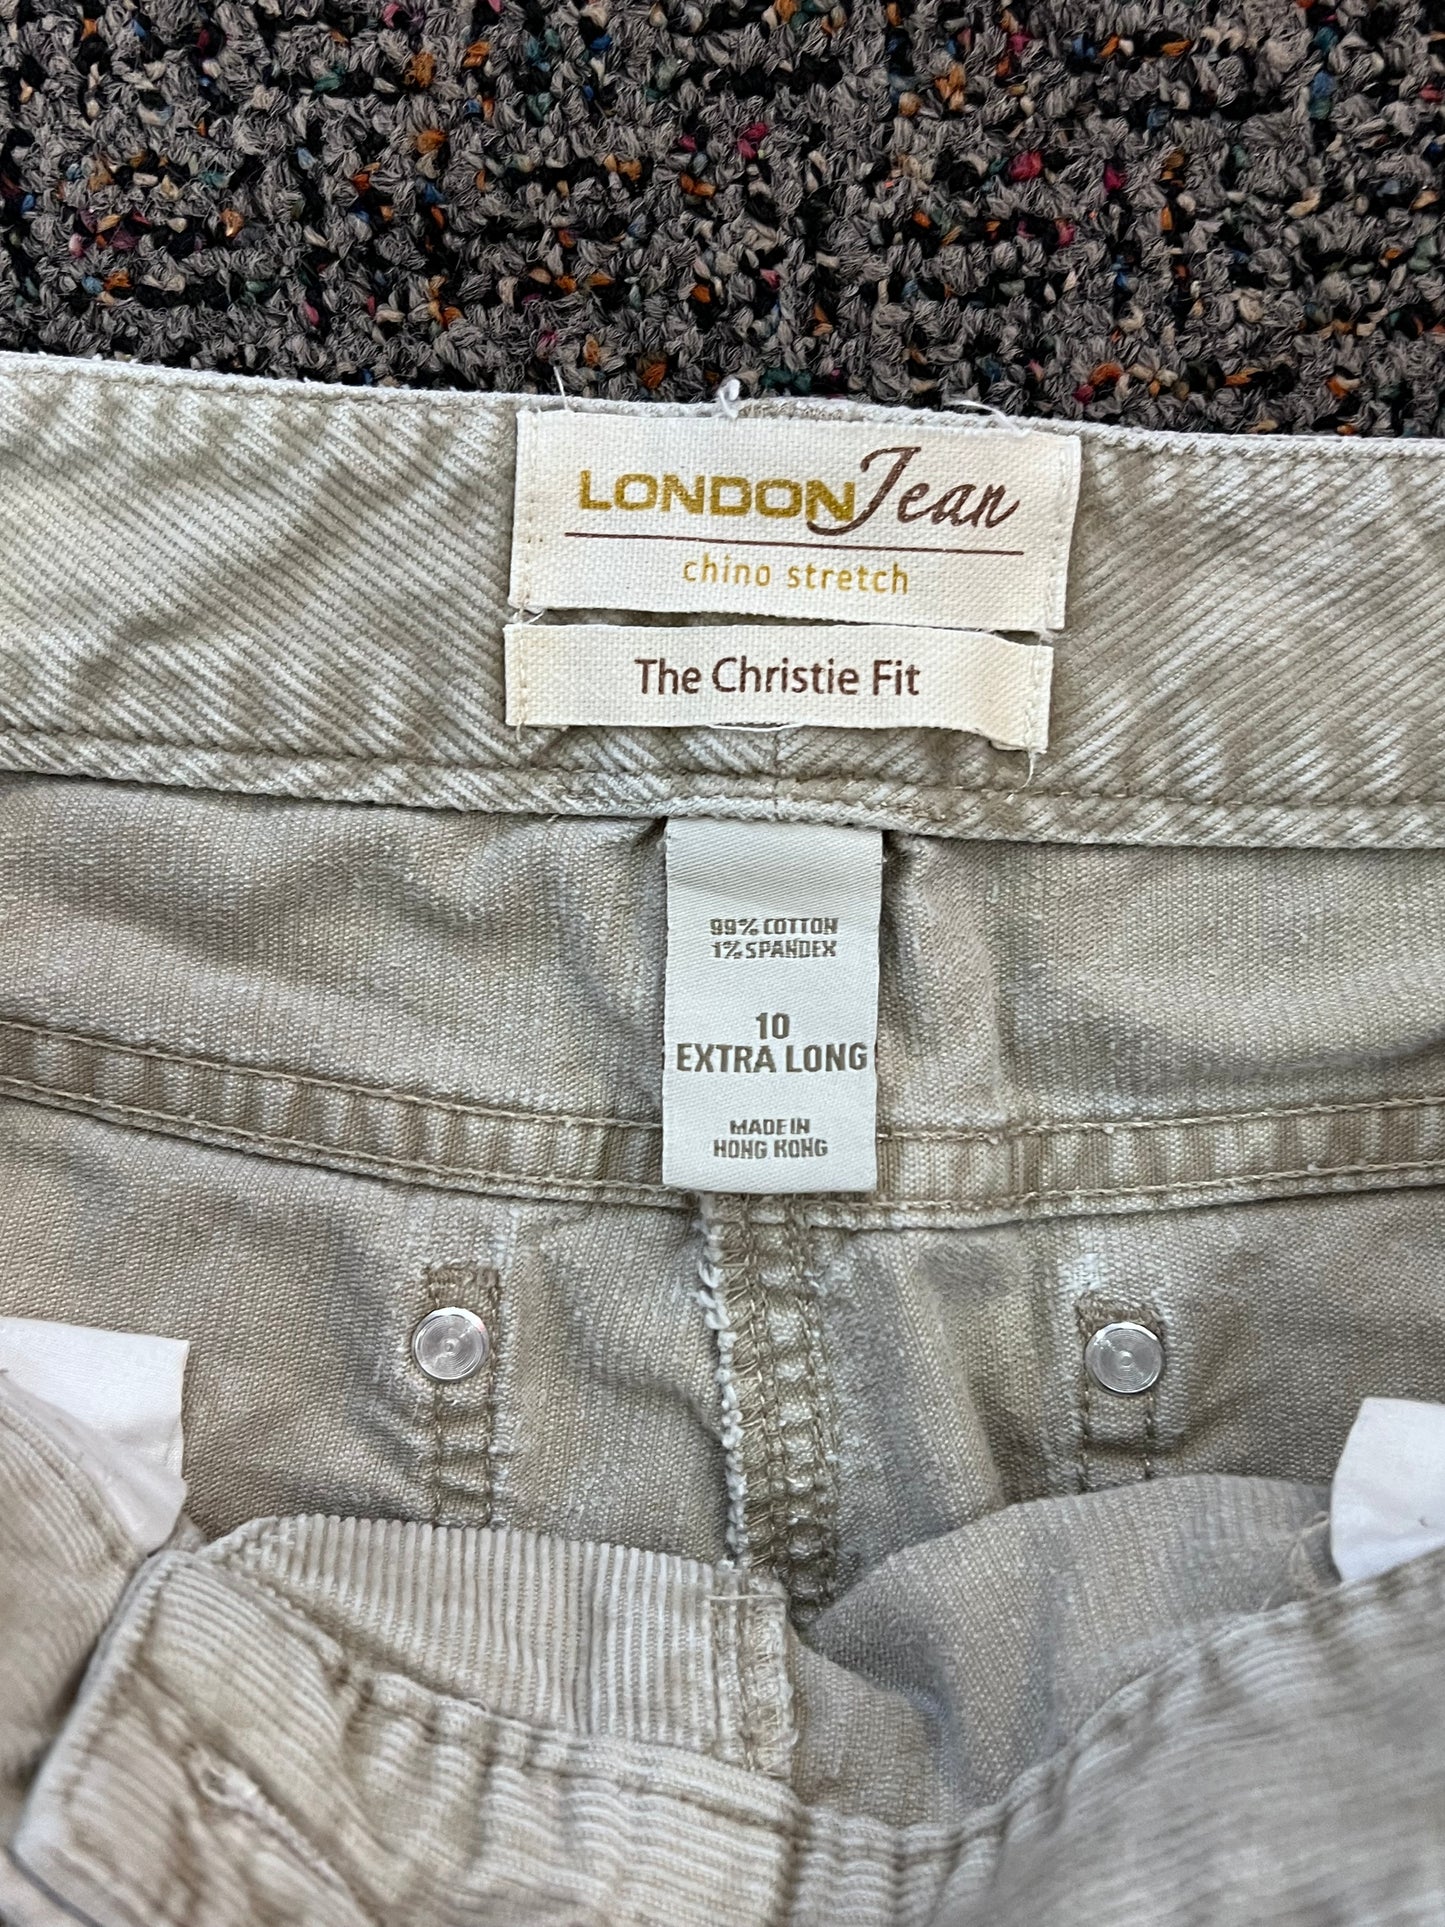 LONDON Jean
chino stretch
The Christie Fit
99% COTTON
1% SPANDEX
10
EXTRA LONG
MADE IN
HONG KONG